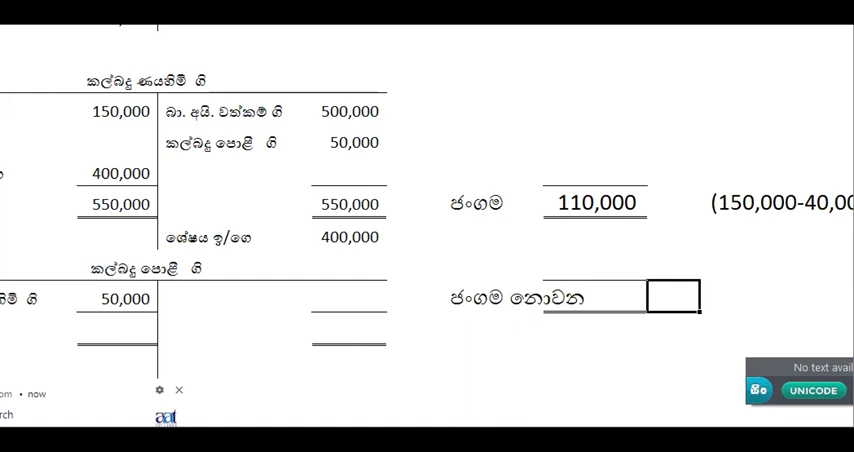 කල්බදු ණයහිමි ගි
150,000 බා. අයි. වත්කම් ගි 500,000
කල්බදු පොලී ගි 50,000
400,000
550,000 550,000 ජංගම 110,000 (150,000-40,00
ශේෂය ඉ/ගෙ 400,000
කල්බදු පොලී ගි
හිමි ගි 50,000 ජංගම නොවන
No text avail
සිං UNICODE
om • now
rch
aat